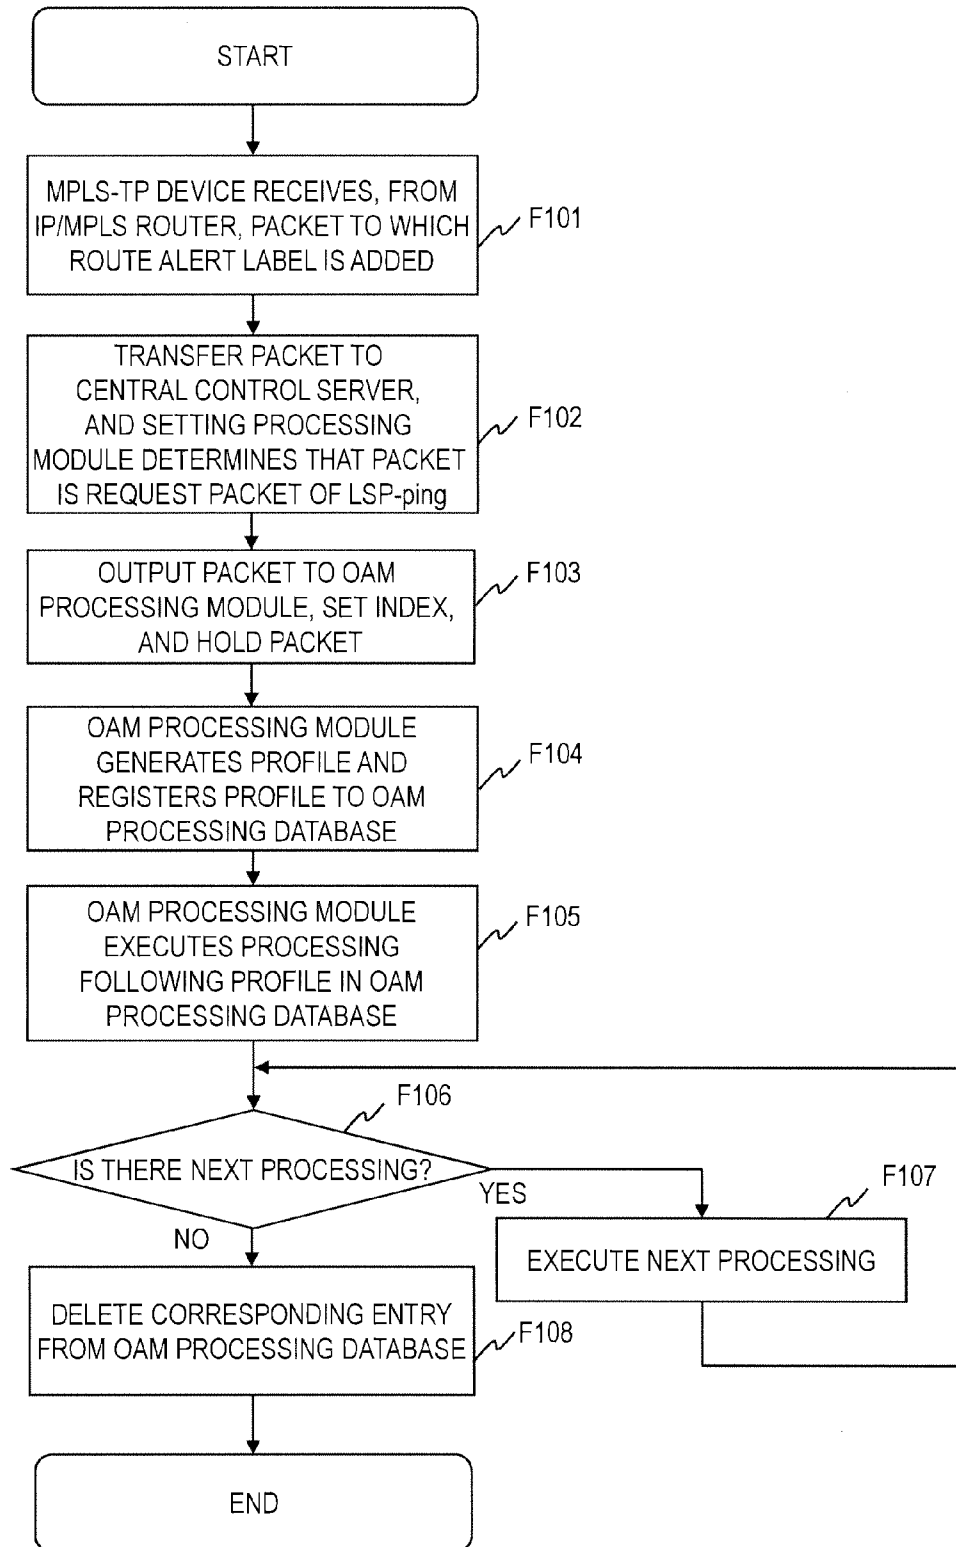 START
MPLS-TP DEVICE RECEIVES, FROM
IP/MPLS ROUTER, PACKET TO WHICH
ROUTE ALERT LABEL IS ADDED
F101
TRANSFER PACKET TO
CENTRAL CONTROL SERVER,
AND SETTING PROCESSING
MODULE DETERMINES THAT PACKET
IS REQUEST PACKET OF LSP-ping
F102
OUTPUT PACKET TO OAM
PROCESSING MODULE, SET INDEX,
AND HOLD PACKET
F103
OAM PROCESSING MODULE
GENERATES PROFILE AND
REGISTERS PROFILE TO OAM
PROCESSING DATABASE
F104
OAM PROCESSING MODULE
EXECUTES PROCESSING
FOLLOWING PROFILE IN OAM
PROCESSING DATABASE
F105
F106
IS THERE NEXT PROCESSING?
YES
NO
F107
EXECUTE NEXT PROCESSING
DELETE CORRESPONDING ENTRY
FROM OAM PROCESSING DATABASE
F108
END